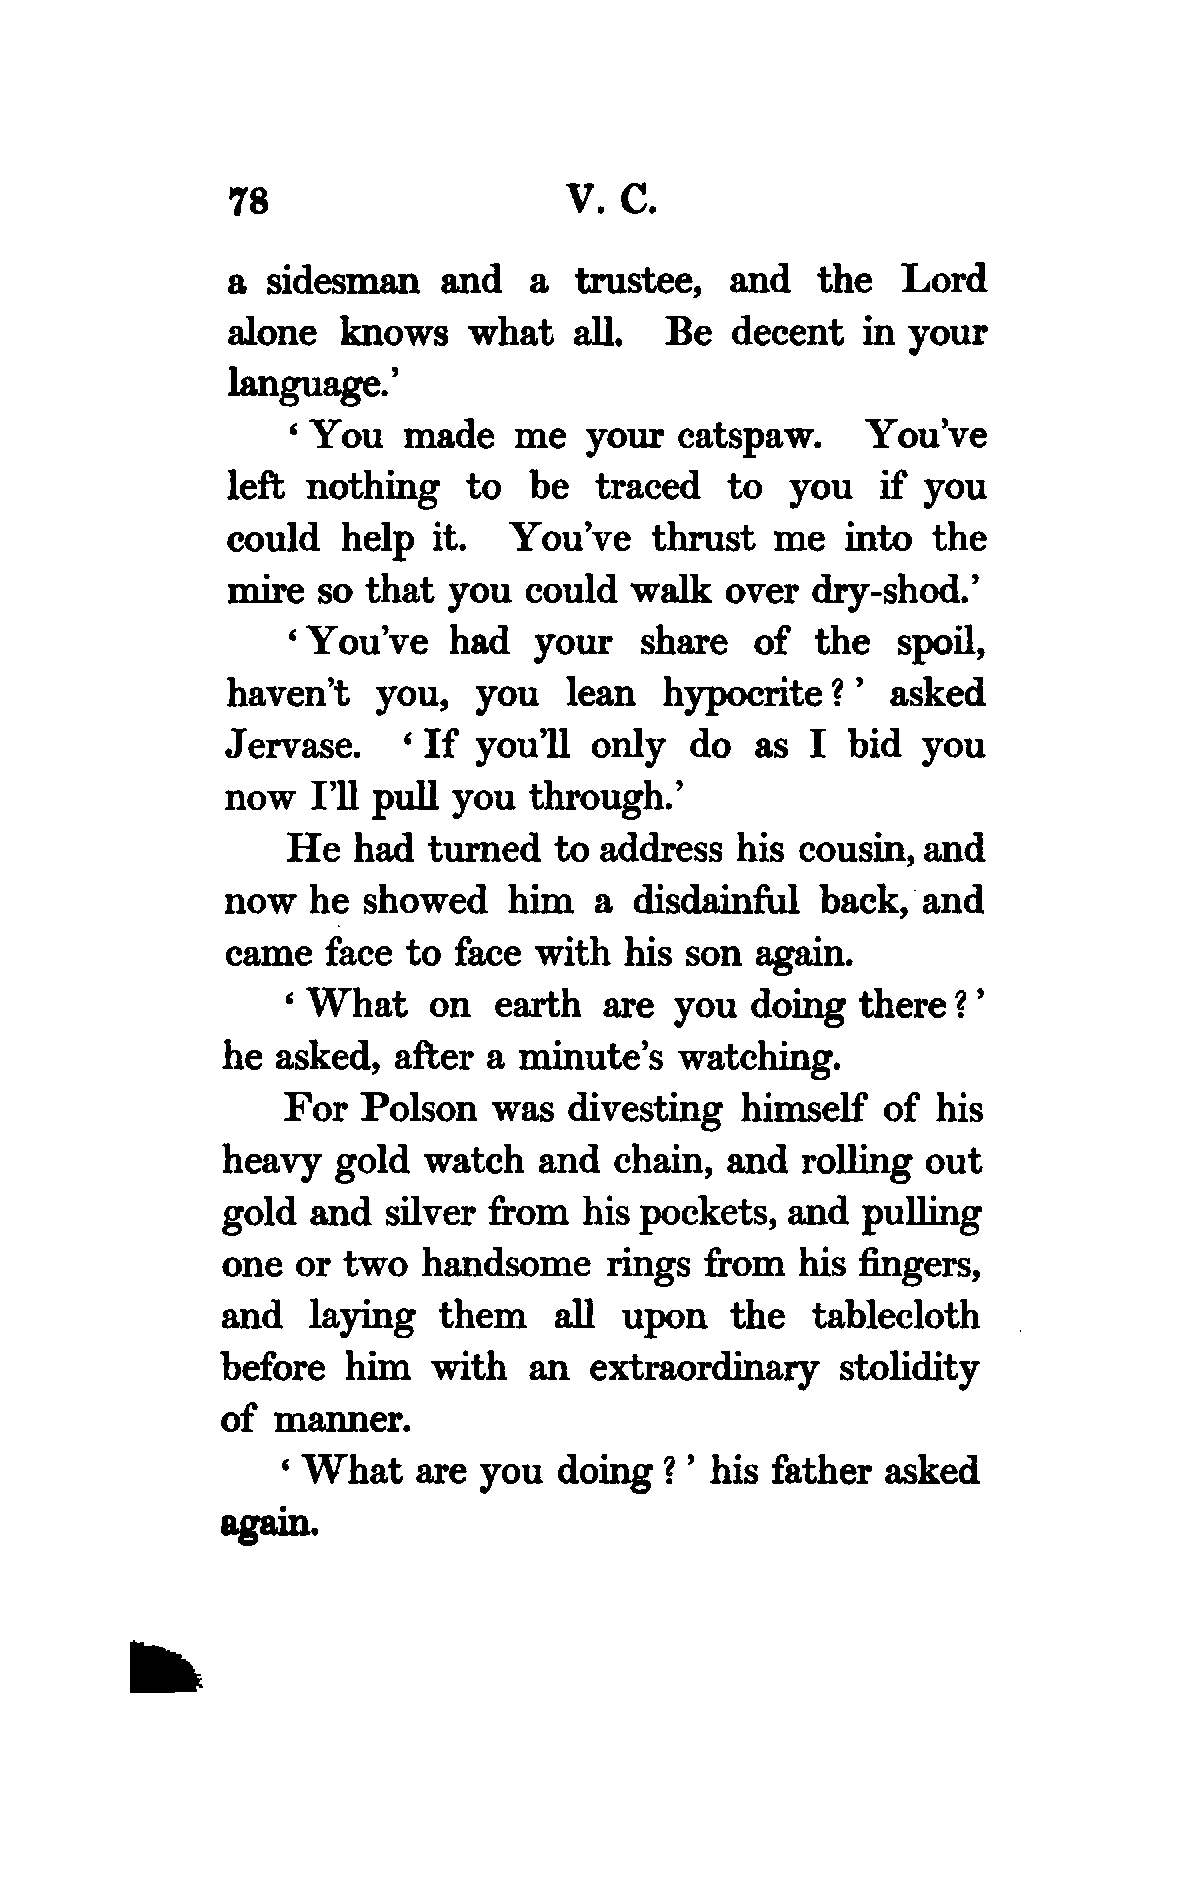 78 V. C.
a sidesman and a trustee, and the Lord
alone knows what all. Be decent in your
language.’
‘ You made me your catspaw. You’ve
left nothing to be traced to you if you
could help it. You’ve thrust me into the
mire so that you could walk over dry-shod.’
‘ You’ve had your share of the spoil,
haven’t you, you lean hypocrite ? ’ asked
Jervase. ‘ If you’ll only do as I bid you
now I’ll pull you through.’
He had turned to address his cousin, and
now he showed him a disdainful back, and
came face to face with his son again.
‘ What on earth are you doing there ? ’
he asked, after a minute’s watching.
For Polson was divesting himself of his
heavy gold watch and chain, and rolling out
gold and silver from his pockets, and pulling
one or two handsome rings from his fingers,
and laying them all upon the tablecloth
before him with an extraordinary stolidity
of manner.
‘ What are you doing ? ’ his father asked
again.